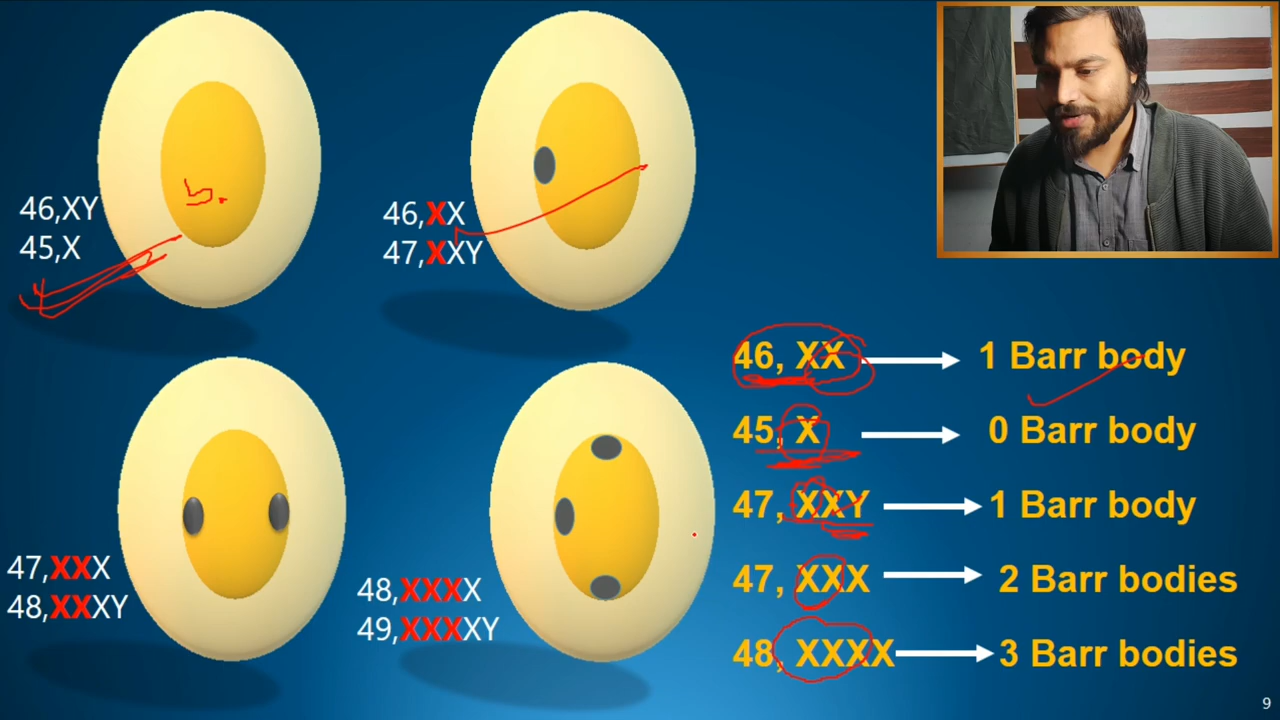 46,XY
45,X
46,XX
47,XXY
47,XXX
48,XXXY
48,XXXX
49,XXXXY
46, XX 1 Barr body
45, X 0 Barr body
47, XXY 1 Barr body
47, XXX 2 Barr bodies
48, XXXX 3 Barr bodies
9